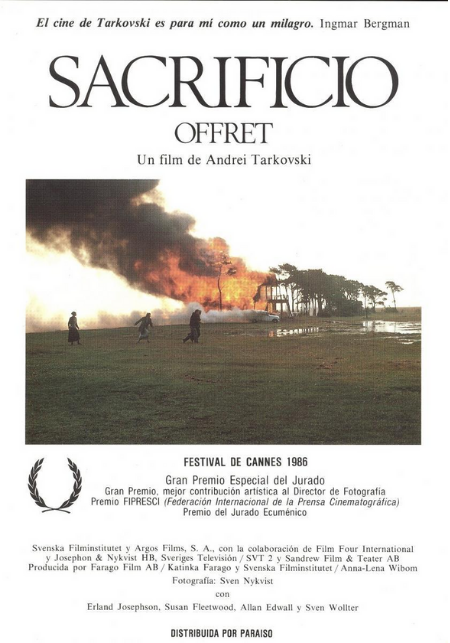 El cine de Tarkovski es para mi como un milagro. Ingmar Bergman
SACRIFICIO
OFFRET
Un film de Andrei Tarkovski
FESTIVAL DE CANNES 1986
Gran Premio Especial del Jurado
Gran Premio, mejor contribución artística al Director de Fotografía
Premio FIPRESCI (Federación Internacional de la Prensa Cinematográfica)
Premio del Jurado Ecuménico
Svenska Filminstitutet y Argos Films, S. A., con la colaboración de Film Four International
y Josephon & Nykvist HB, Sveriges Television / SVT 2 y Sandrew Film & Teater AB
Producida por Farago Film AB / Katinka Farago y Svenska Filminstitutet / Anna-Lena Wibom
Fotografía: Sven Nykvist
con
Erland Josephson, Susan Fleetwood, Allan Edwall y Sven Wollter
DISTRIBUIDA POR PARAISO